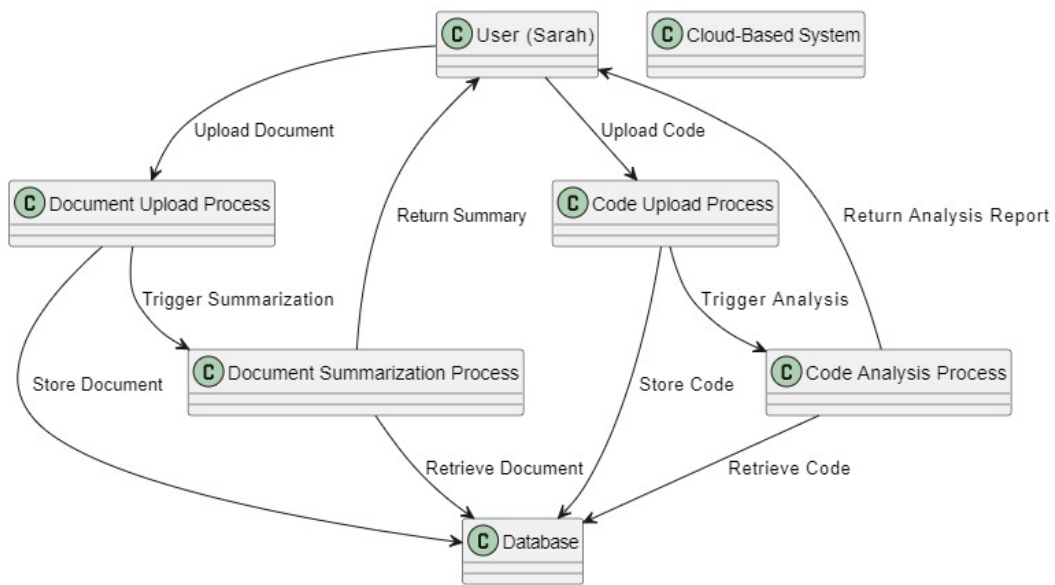 C User (Sarah)
C Cloud-Based System
Upload Document
Upload Code
C Document Upload Process
C Code Upload Process
Return Summary
Return Analysis Report
Trigger Summarization
Trigger Analysis
C Document Summarization Process
C Code Analysis Process
Store Document
Store Code
Retrieve Document
Retrieve Code
C Database